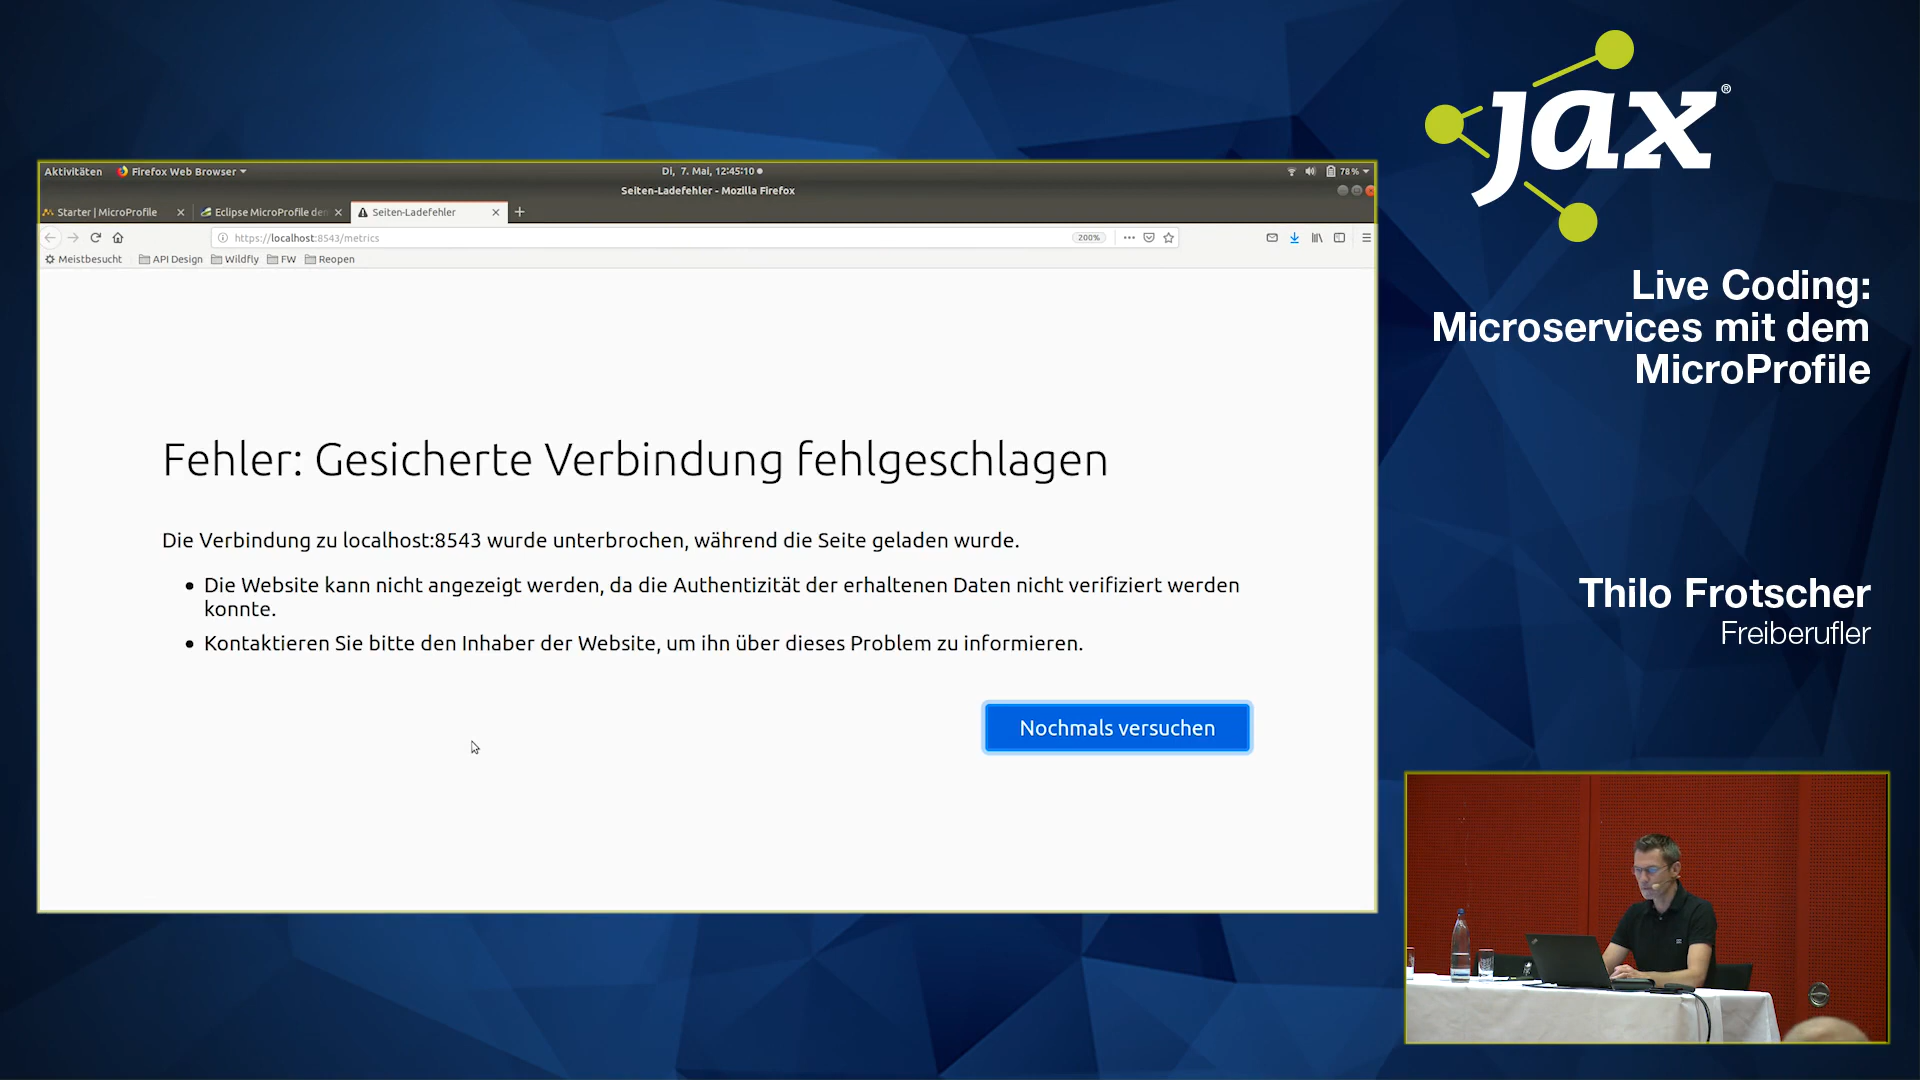 Aktivitäten Firefox Web Browser Di, 7. Mai, 12:45:10 78 %
Seiten-Ladefehler - Mozilla Firefox
Starter | MicroProfile Eclipse MicroProfile de Seiten-Ladefehler
https://localhost:8543/metrics 200%
Meistbesucht API Design Wildfly FW Reopen
Fehler: Gesicherte Verbindung fehlgeschlagen
Die Verbindung zu localhost:8543 wurde unterbrochen, während die Seite geladen wurde.
Die Website kann nicht angezeigt werden, da die Authentizität der erhaltenen Daten nicht verifiziert werden
konnte.
Kontaktieren Sie bitte den Inhaber der Website, um ihn über dieses Problem zu informieren.
Nochmals versuchen
jax®
Live Coding:
Microservices mit dem
MicroProfile
Thilo Frotscher
Freiberufler